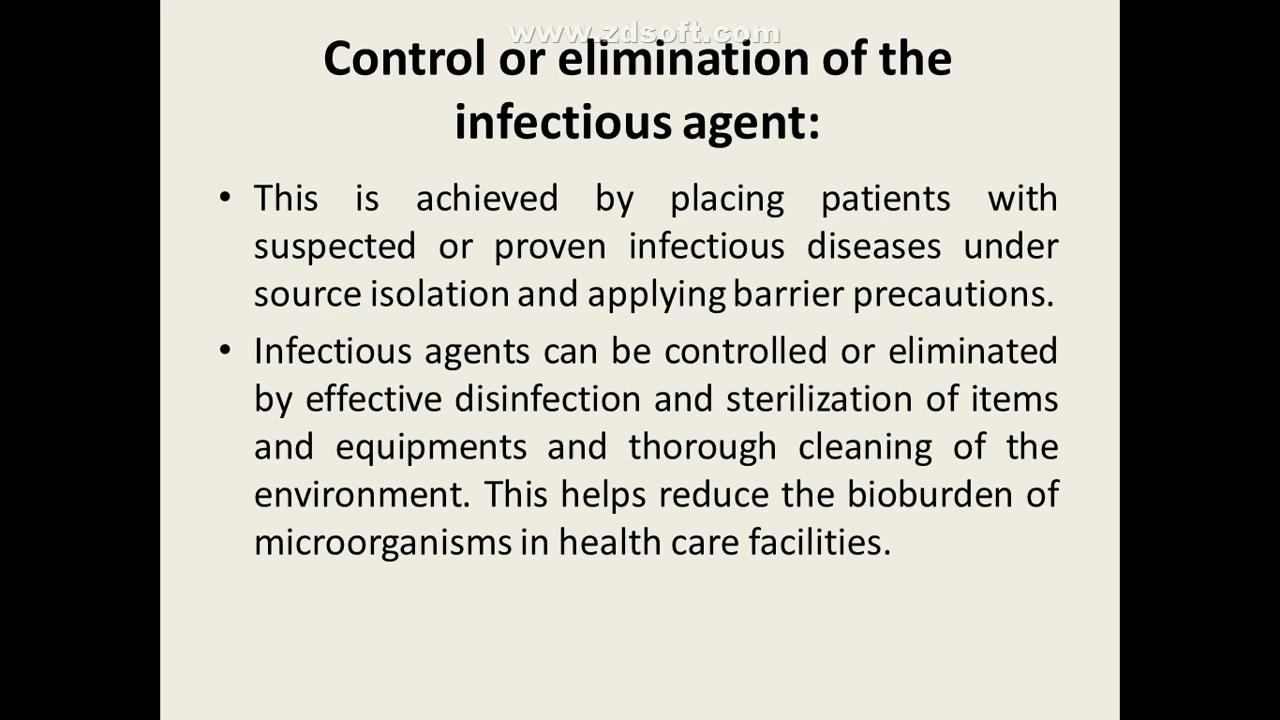 www.zdsoft.com
Control or elimination of the
infectious agent:
• This is achieved by placing patients with
suspected or proven infectious diseases under
source isolation and applying barrier precautions.
• Infectious agents can be controlled or eliminated
by effective disinfection and sterilization of items
and equipments and thorough cleaning of the
environment. This helps reduce the bioburden of
microorganisms in health care facilities.